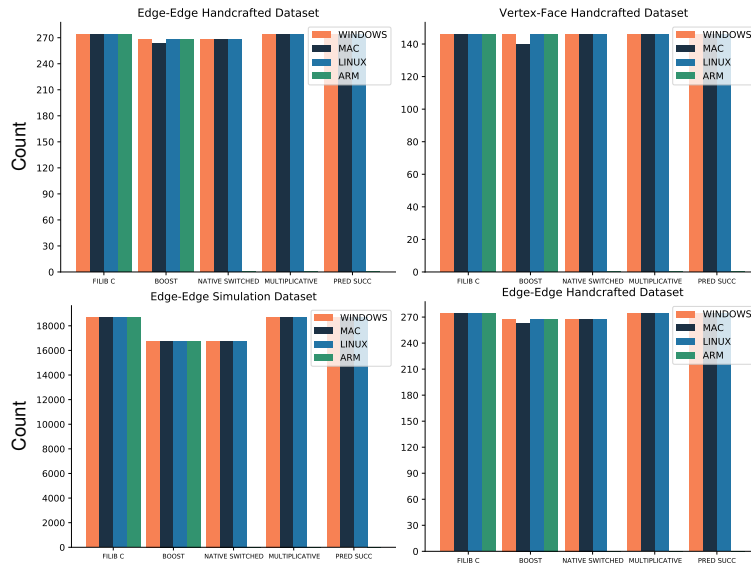 Edge-Edge Handcrafted Dataset
Count
270
240
210
180
150
120
90
60
30
0
FILIB C
BOOST
NATIVE SWITCHED
MULTIPLICATIVE
PRED SUCC
WINDOWS
MAC
LINUX
ARM
Vertex-Face Handcrafted Dataset
140
120
100
80
60
40
20
0
FILIB C
BOOST
NATIVE SWITCHED
MULTIPLICATIVE
PRED SUCC
WINDOWS
MAC
LINUX
ARM
Edge-Edge Simulation Dataset
Count
18000
16000
14000
12000
10000
8000
6000
4000
2000
0
FILIB C
BOOST
NATIVE SWITCHED
MULTIPLICATIVE
PRED SUCC
WINDOWS
MAC
LINUX
ARM
Edge-Edge Handcrafted Dataset
270
240
210
180
150
120
90
60
30
0
FILIB C
BOOST
NATIVE SWITCHED
MULTIPLICATIVE
PRED SUCC
WINDOWS
MAC
LINUX
ARM